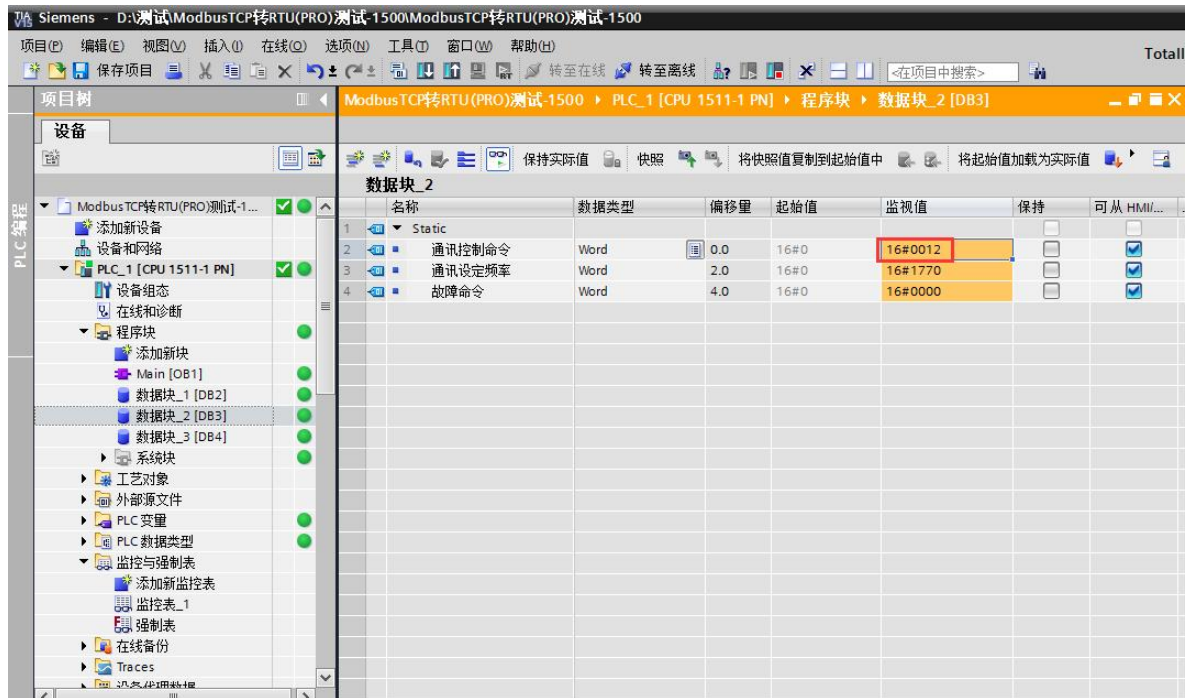 Siemens - D:\测试\ModbusTCP转RTU(PRO)测试-1500\ModbusTCP转RTU(PRO)测试-1500
项目(P) 编辑(E) 视图(V) 插入(I) 在线(O) 选项(N) 工具(T) 窗口(W) 帮助(H)
Totall
保存项目 转至在线 转至离线 <在项目中搜索>
项目树
ModbusTCP转RTU(PRO)测试-1500 PLC_1 [CPU 1511-1 PN] 程序块 数据块_2 [DB3]
设备
保持实际值 快照 将快照值复制到起始值中 将起始值加载为实际值
数据块_2
名称 数据类型 偏移量 起始值 监视值 保持 可从 HMI/...
1 Static
2 通讯控制命令 Word 0.0 16#0 16#0012
3 通讯设定频率 Word 2.0 16#0 16#1770
4 故障命令 Word 4.0 16#0 16#0000
PLC 编程
ModbusTCP转RTU(PRO)测试-1...
添加新设备
设备和网络
PLC_1 [CPU 1511-1 PN]
设备组态
在线和诊断
程序块
添加新块
Main [OB1]
数据块_1 [DB2]
数据块_2 [DB3]
数据块_3 [DB4]
系统块
工艺对象
外部源文件
PLC 变量
PLC 数据类型
监控与强制表
添加新监控表
监控表_1
强制表
在线备份
Traces
设备代理数据